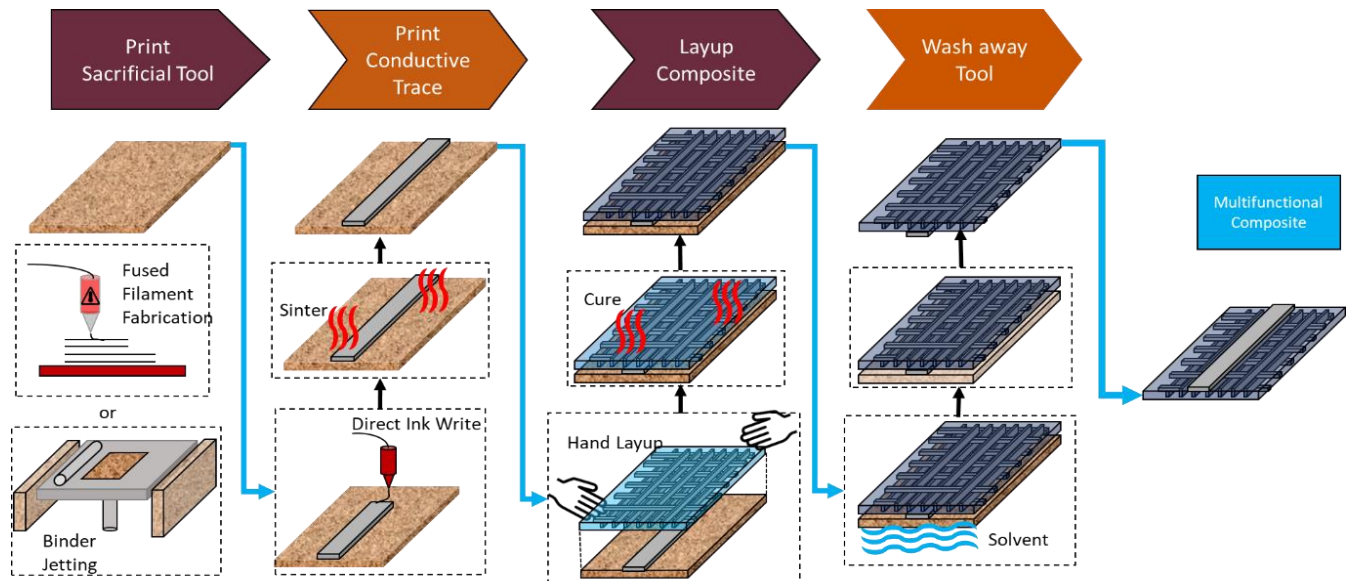 Print
Sacrificial Tool
Print
Conductive
Trace
Layup
Composite
Wash away
Tool
Multifunctional
Composite
Fused
Filament
Fabrication
or
Binder
Jetting
Sinter
Direct Ink Write
Cure
Hand Layup
Solvent